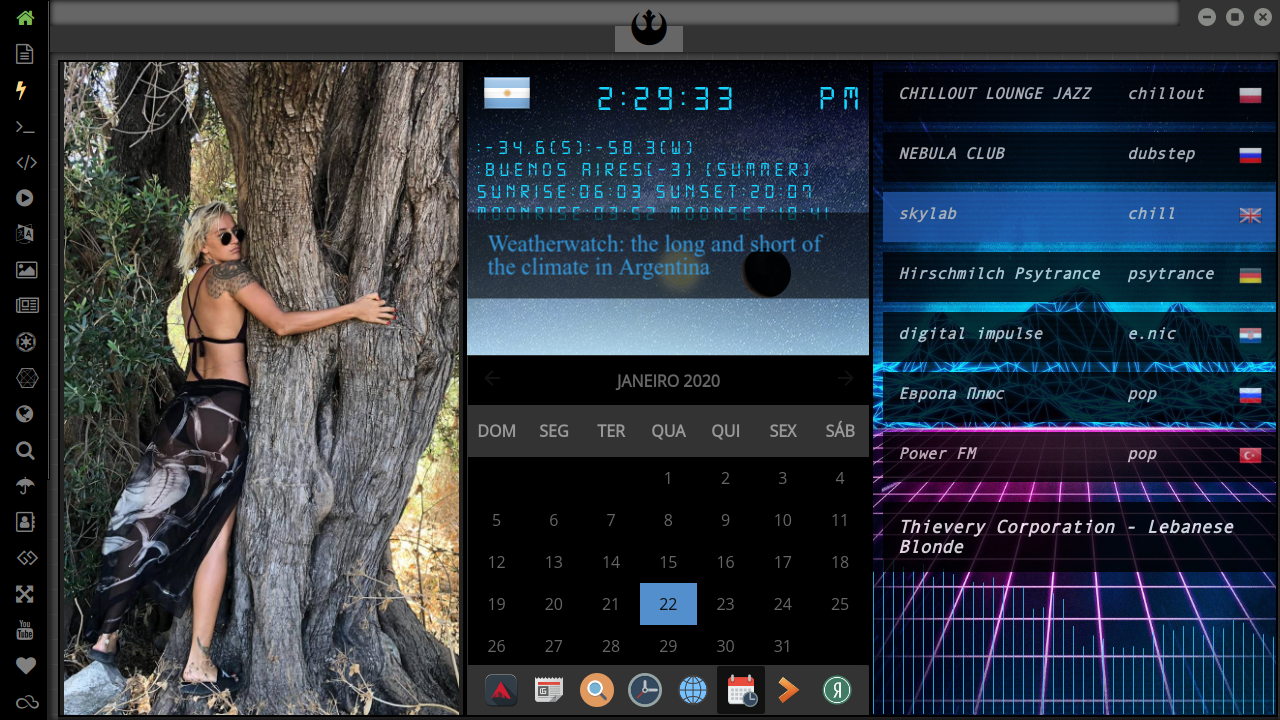 2:29:33 PM
:-34.6(S):-58.3(W)
:BUENOS AIRES[-3] (SUMMER)
SUNRISE:06:03 SUNSET:20:07
MOONRISE:03:52 MOONSET:18:41
Weatherwatch: the long and short of
the climate in Argentina
JANEIRO 2020
DOM SEG TER QUA QUI SEX SÁB
1 2 3 4
5 6 7 8 9 10 11
12 13 14 15 16 17 18
19 20 21 22 23 24 25
26 27 28 29 30 31
CHILLOUT LOUNGE JAZZ chillout
NEBULA CLUB dubstep
skylab chill
Hirschmilch Psytrance psytrance
digital impulse e.nic
Европа Плюс pop
Power FM pop
Thievery Corporation - Lebanese
Blonde
You
Tube
Я